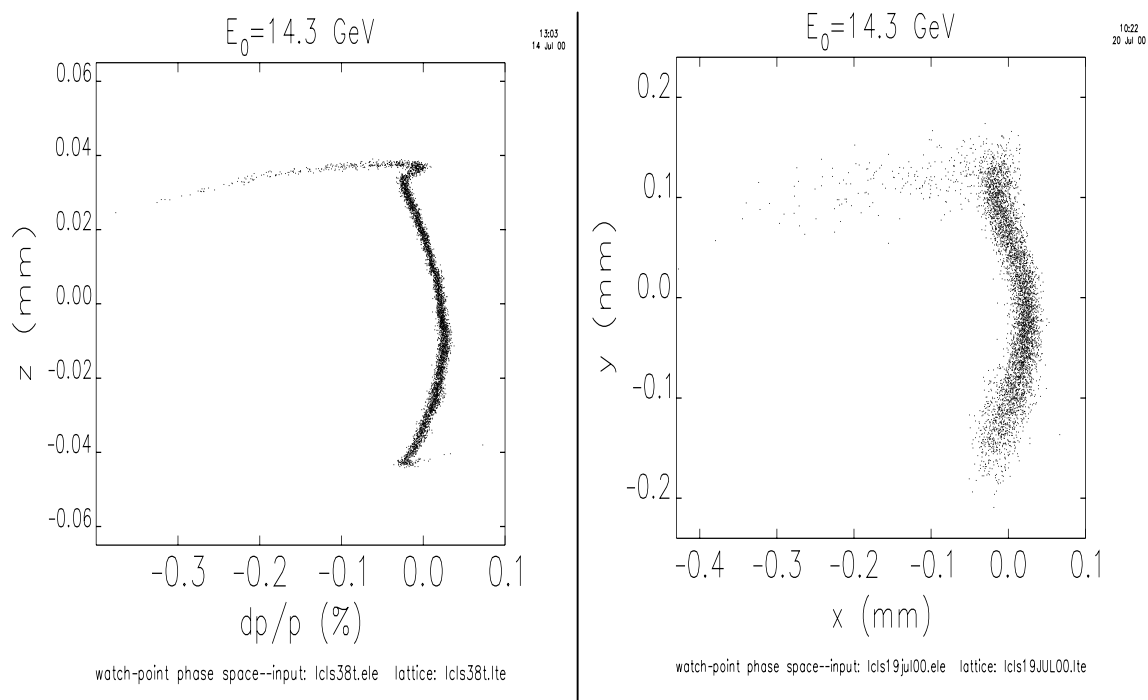 E0=14.3 GeV
13:03
14 Jul 00
0.06
0.04
0.02
0.00
-0.02
-0.04
-0.06
z (mm)
-0.3 -0.2 -0.1 0.0 0.1
dp/p (%)
watch-point phase space--input: lcls38t.ele lattice: lcls38t.lte
E0=14.3 GeV
10:22
20 Jul 00
0.2
0.1
0.0
-0.1
-0.2
y (mm)
-0.4 -0.3 -0.2 -0.1 0.0 0.1
x (mm)
watch-point phase space--input: lcls19jul00.ele lattice: lcls19JUL00.lte